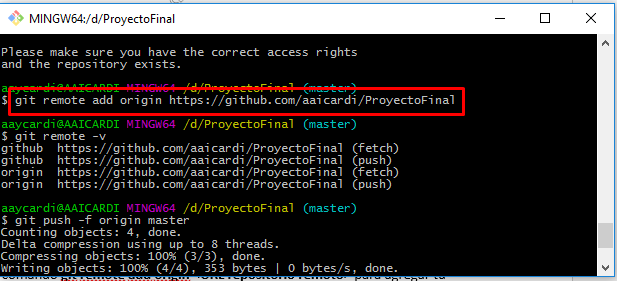 MINGW64:/d/ProyectoFinal
Please make sure you have the correct access rights
and the repository exists.
aaycardi@AAICARDI MINGW64 /d/ProyectoFinal (master)
$ git remote add origin https://github.com/aaicardi/ProyectoFinal
aaycardi@AAICARDI MINGW64 /d/ProyectoFinal (master)
$ git remote -v
github https://github.com/aaicardi/ProyectoFinal (fetch)
github https://github.com/aaicardi/ProyectoFinal (push)
origin https://github.com/aaicardi/ProyectoFinal (fetch)
origin https://github.com/aaicardi/ProyectoFinal (push)
aaycardi@AAICARDI MINGW64 /d/ProyectoFinal (master)
$ git push -f origin master
Counting objects: 4, done.
Delta compression using up to 8 threads.
Compressing objects: 100% (3/3), done.
Writing objects: 100% (4/4), 353 bytes | 0 bytes/s, done.